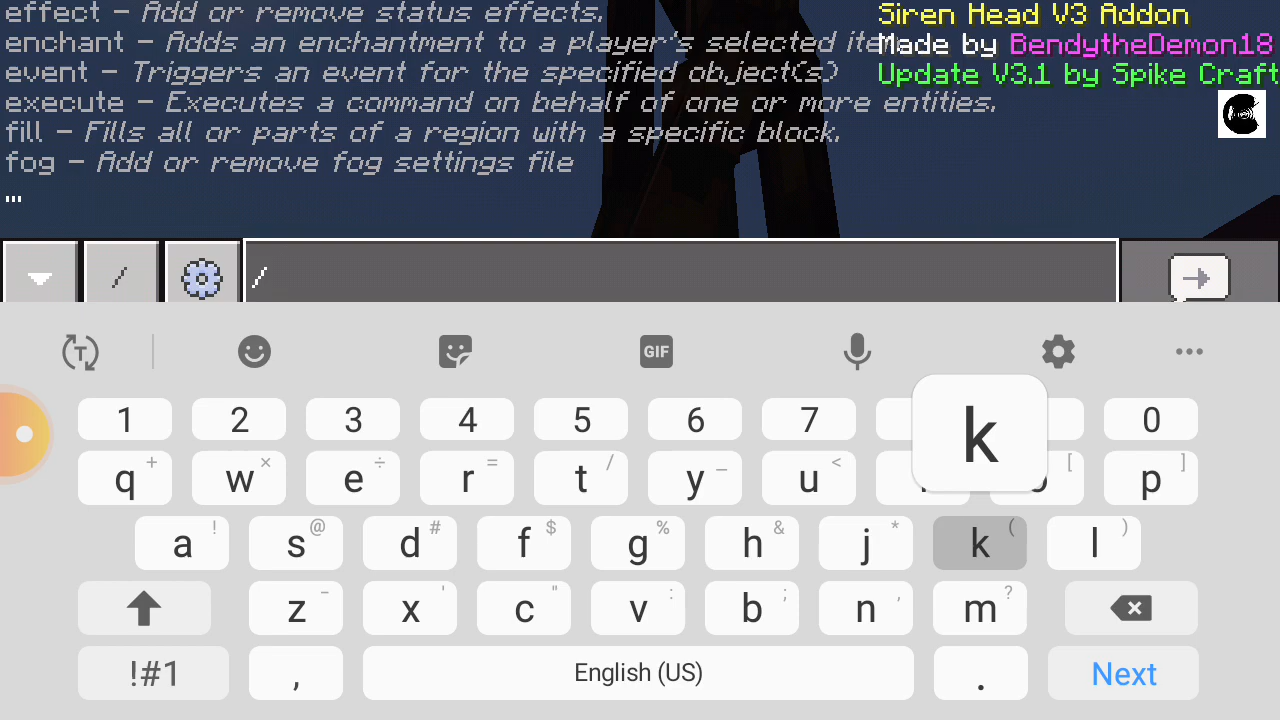 effect – Add or remove status effects.
enchant – Adds an enchantment to a player's selected item
event – Triggers an event for the specified object(s)
execute – Executes a command on behalf of one or more entities.
fill – Fills all or parts of a region with a specific block.
fog – Add or remove fog settings file
...
Siren Head V3 Addon
Made by BendytheDemon18
Update V3.1 by Spike Craft
/
/
T
GIF
1 2 3 4 5 6 7 0
k
q + w × e ÷ r = t / y _ u < [ p ]
a ! s @ d # f $ g % h & j * k ( l )
z - x ' c " v : b ; n , m ?
!#1 , English (US) . Next